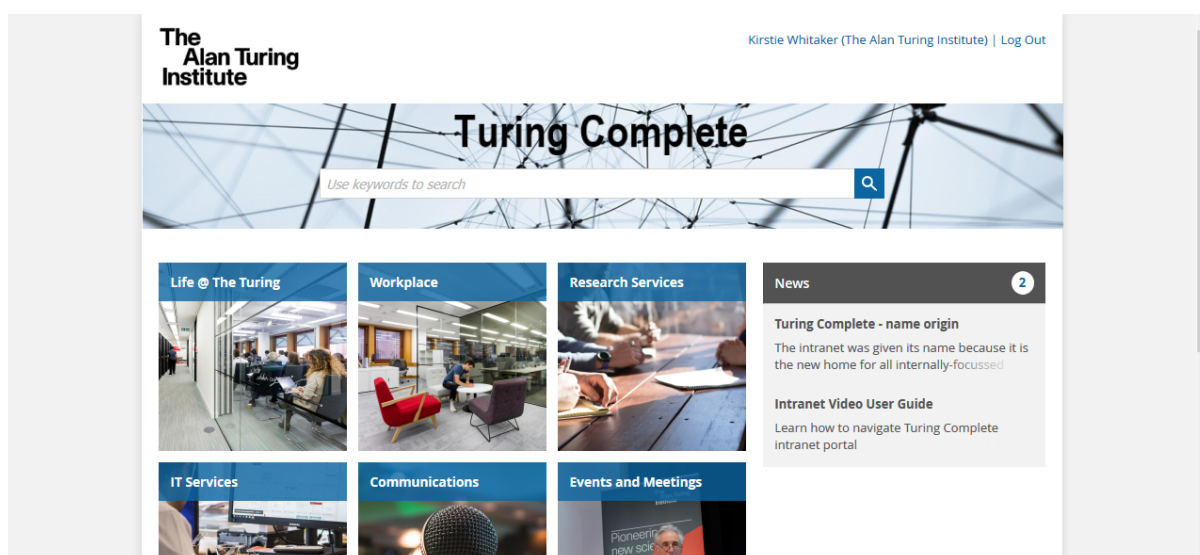 The
Alan Turing
Institute
Kirstie Whitaker (The Alan Turing Institute) | Log Out
Turing Complete
Use keywords to search
Life @ The Turing
Workplace
Research Services
News
2
Turing Complete - name origin
The intranet was given its name because it is
the new home for all internally-focussed
Intranet Video User Guide
Learn how to navigate Turing Complete
intranet portal
IT Services
Communications
Events and Meetings
Pioneering
new scie